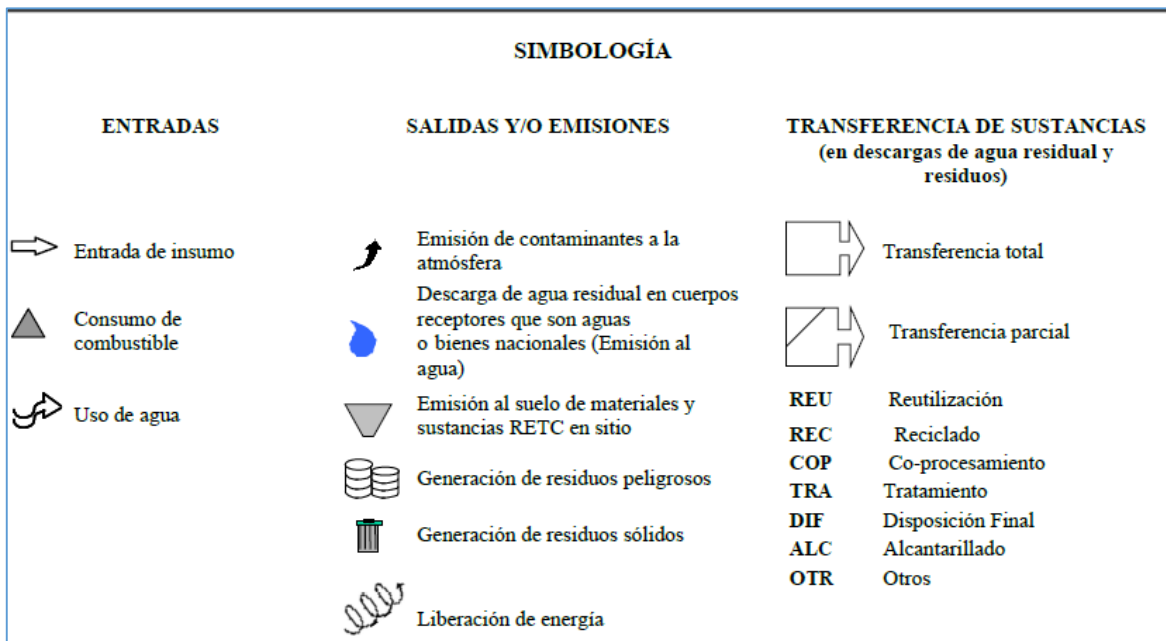 SIMBOLOGÍA
ENTRADAS
Entrada de insumo
Consumo de
combustible
Uso de agua
SALIDAS Y/O EMISIONES
Emisión de contaminantes a la
atmósfera
Descarga de agua residual en cuerpos
receptores que son aguas
o bienes nacionales (Emisión al
agua)
Emisión al suelo de materiales y
sustancias RETC en sitio
Generación de residuos peligrosos
Generación de residuos sólidos
Liberación de energía
TRANSFERENCIA DE SUSTANCIAS
(en descargas de agua residual y
residuos)
Transferencia total
Transferencia parcial
REU Reutilización
REC Reciclado
COP Co-procesamiento
TRA Tratamiento
DIF Disposición Final
ALC Alcantarillado
OTR Otros